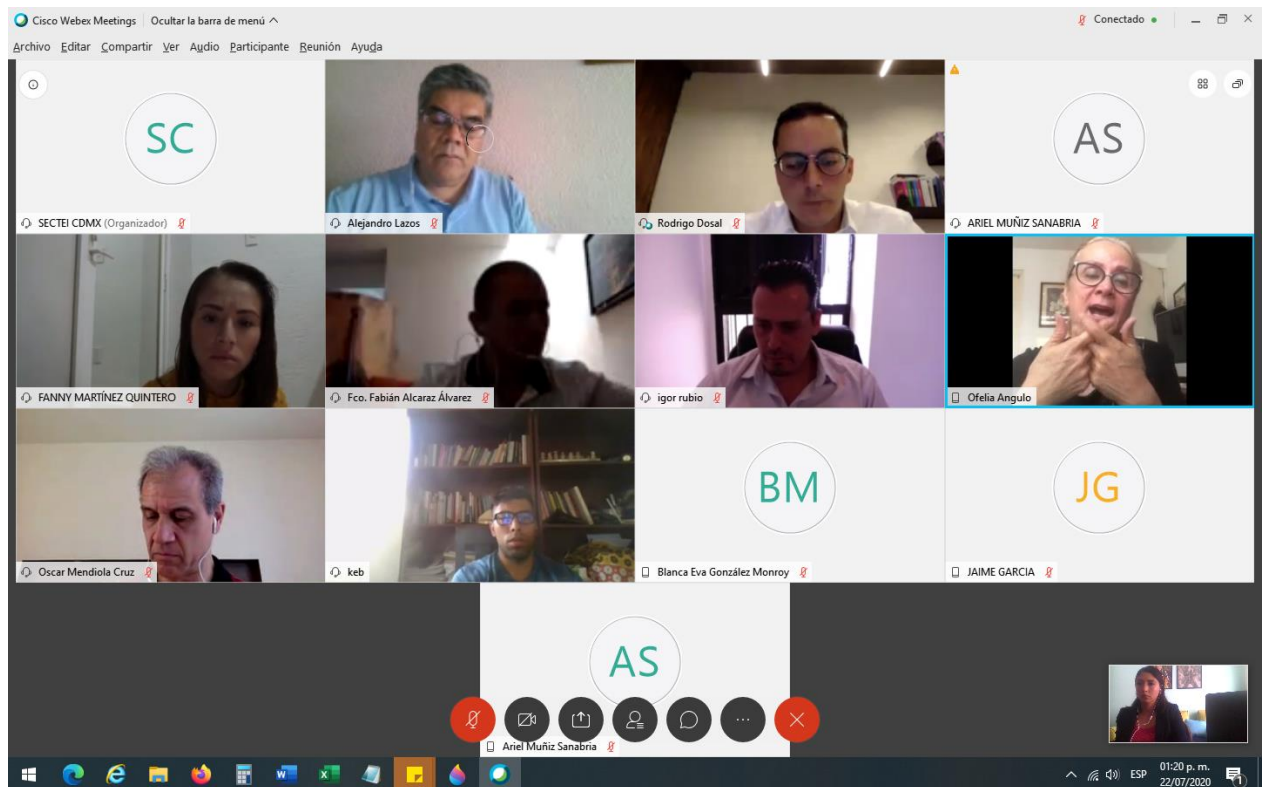 Cisco Webex Meetings Ocultar la barra de menú
Conectado
Archivo Editar Compartir Ver Audio Participante Reunión Ayuda
SC
AS
SECTEI CDMX (Organizador)
Alejandro Lazos
Rodrigo Dosal
ARIEL MUÑIZ SANABRIA
FANNY MARTÍNEZ QUINTERO
Fco. Fabián Alcaraz Álvarez
igor rubio
Ofelia Angulo
BM
JG
Oscar Mendiola Cruz
keb
Blanca Eva González Monroy
JAIME GARCIA
AS
Ariel Muñiz Sanabria
ESP
01:20 p. m.
22/07/2020
1